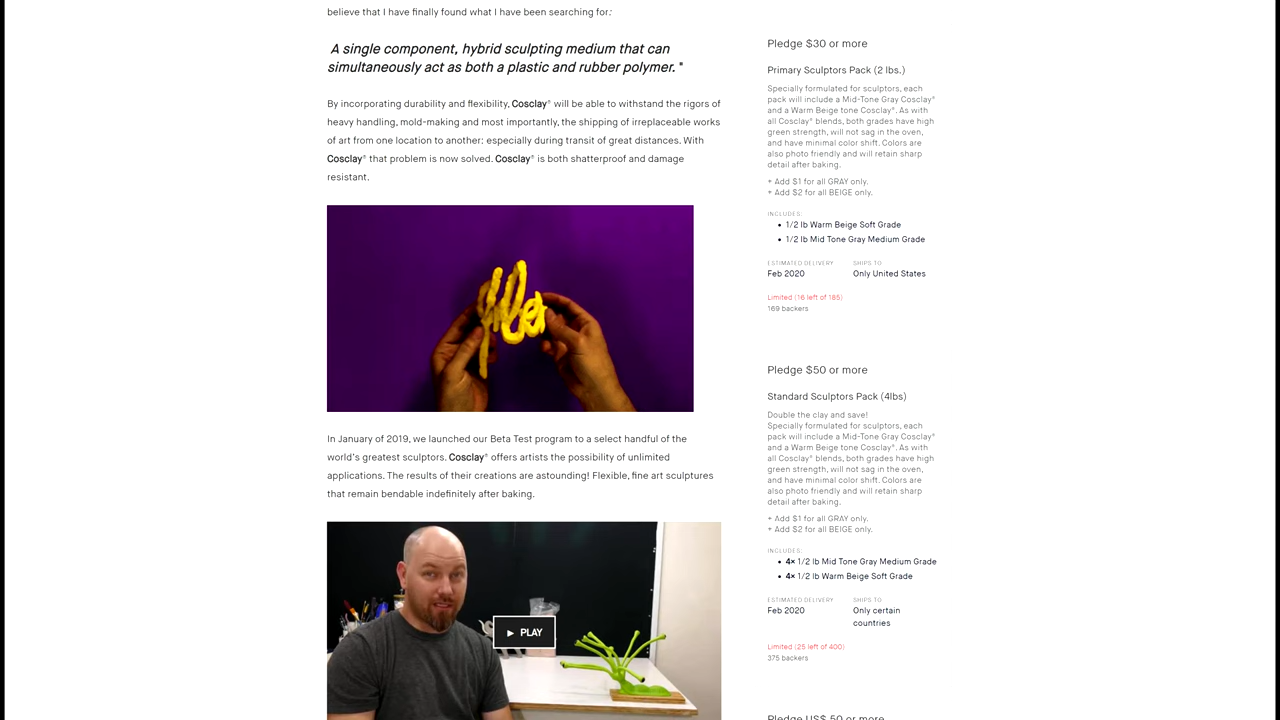 believe that I have finally found what I have been searching for:
A single component, hybrid sculpting medium that can
simultaneously act as both a plastic and rubber polymer. "
By incorporating durability and flexibility, Cosclay® will be able to withstand the rigors of
heavy handling, mold-making and most importantly, the shipping of irreplaceable works
of art from one location to another: especially during transit of great distances. With
Cosclay® that problem is now solved. Cosclay® is both shatterproof and damage
resistant.
In January of 2019, we launched our Beta Test program to a select handful of the
world's greatest sculptors. Cosclay® offers artists the possibility of unlimited
applications. The results of their creations are astounding! Flexible, fine art sculptures
that remain bendable indefinitely after baking.
▶ PLAY
Pledge $30 or more
Primary Sculptors Pack (2 lbs.)
Specially formulated for sculptors, each
pack will include a Mid-Tone Gray Cosclay®
and a Warm Beige tone Cosclay®. As with
all Cosclay® blends, both grades have high
green strength, will not sag in the oven,
and have minimal color shift. Colors are
also photo friendly and will retain sharp
detail after baking.
+ Add $1 for all GRAY only.
+ Add $2 for all BEIGE only.
INCLUDES:
• 1/2 lb Warm Beige Soft Grade
• 1/2 lb Mid Tone Gray Medium Grade
ESTIMATED DELIVERY SHIPS TO
Feb 2020 Only United States
Limited (16 left of 185)
169 backers
Pledge $50 or more
Standard Sculptors Pack (4lbs)
Double the clay and save!
Specially formulated for sculptors, each
pack will include a Mid-Tone Gray Cosclay®
and a Warm Beige tone Cosclay®. As with
all Cosclay® blends, both grades have high
green strength, will not sag in the oven,
and have minimal color shift. Colors are
also photo friendly and will retain sharp
detail after baking.
+ Add $1 for all GRAY only.
+ Add $2 for all BEIGE only.
INCLUDES:
• 4× 1/2 lb Mid Tone Gray Medium Grade
• 4× 1/2 lb Warm Beige Soft Grade
ESTIMATED DELIVERY SHIPS TO
Feb 2020 Only certain
countries
Limited (25 left of 400)
375 backers
Pledge US$ 50 or more